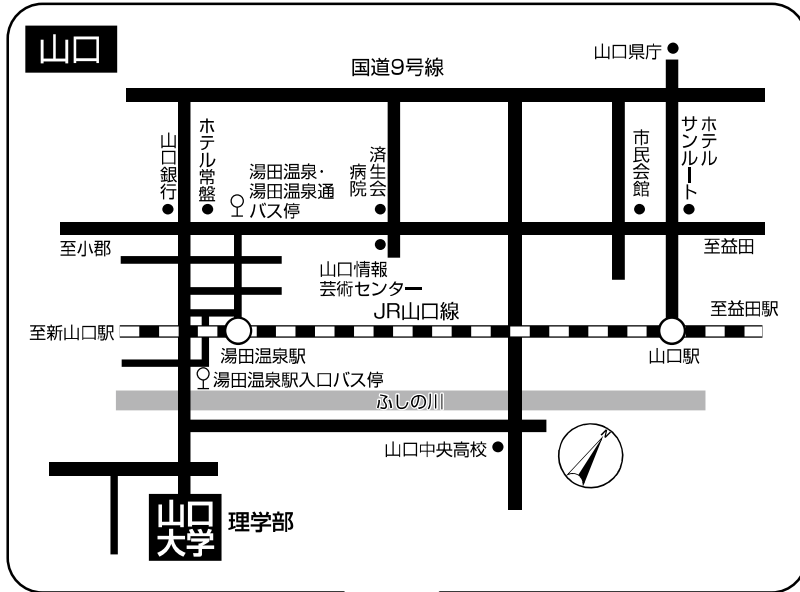 山口
国道9号線
山口県庁
山口銀行
ホテル常盤
湯田温泉・
湯田温泉通
バス停
済生会
病院
市民会館
ホテル
サンルート
至小郡
至益田
山口情報
芸術センター
JR山口線
至益田駅
至新山口駅
湯田温泉駅
山口駅
湯田温泉駅入口バス停
ふしの川
山口中央高校
N
山口
大学
理学部